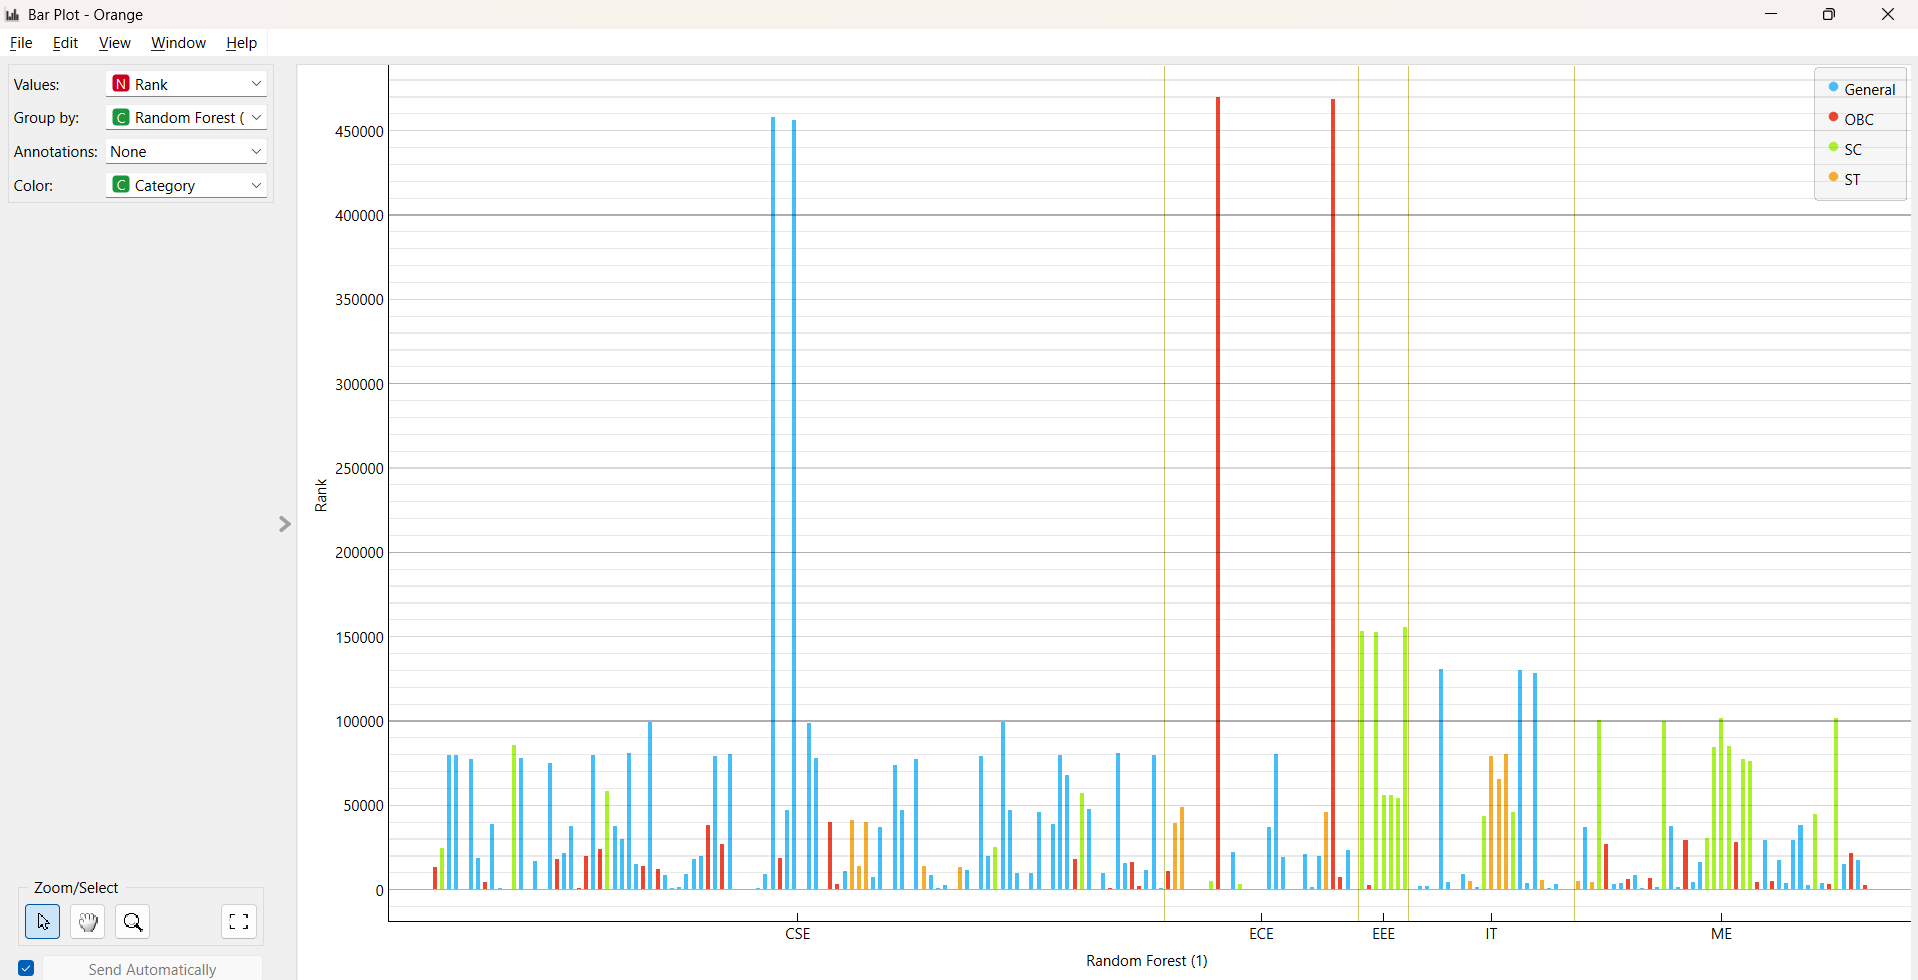 Bar Plot - Orange
File Edit View Window Help
Values: N Rank
Group by: C Random Forest (
Annotations: None
Color: C Category
General
OBC
SC
ST
450000
400000
350000
300000
250000
200000
150000
100000
50000
0
Rank
CSE ECE EEE IT ME
Random Forest (1)
Zoom/Select
Send Automatically